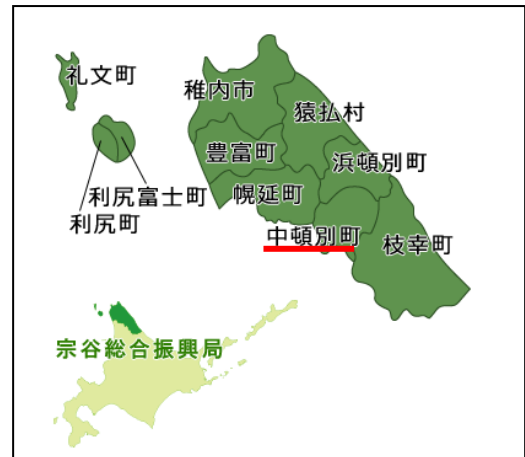 礼文町
稚内市
猿払村
豊富町
浜頓別町
利尻富士町
幌延町
利尻町
中頓別町
枝幸町
宗谷総合振興局